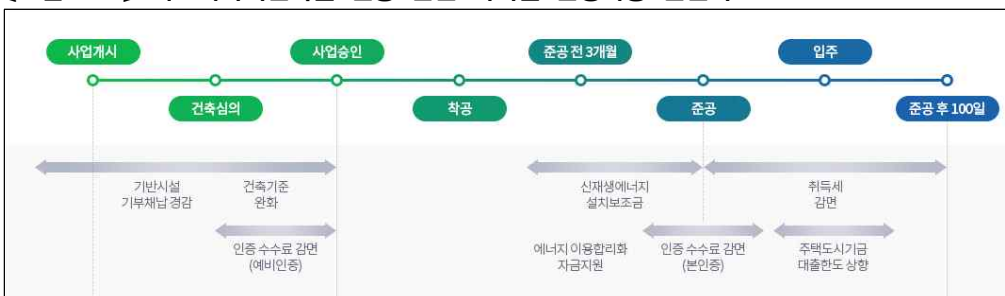 사업개시
사업승인
준공 전 3개월
입주
건축심의
착공
준공
준공 후 100일
기반시설
기부채납 경감
건축기준
완화
신재생에너지
설치보조금
취득세
감면
인증 수수료 감면
(예비인증)
에너지 이용합리화
자금지원
인증 수수료 감면
(본인증)
주택도시기금
대출한도 상향